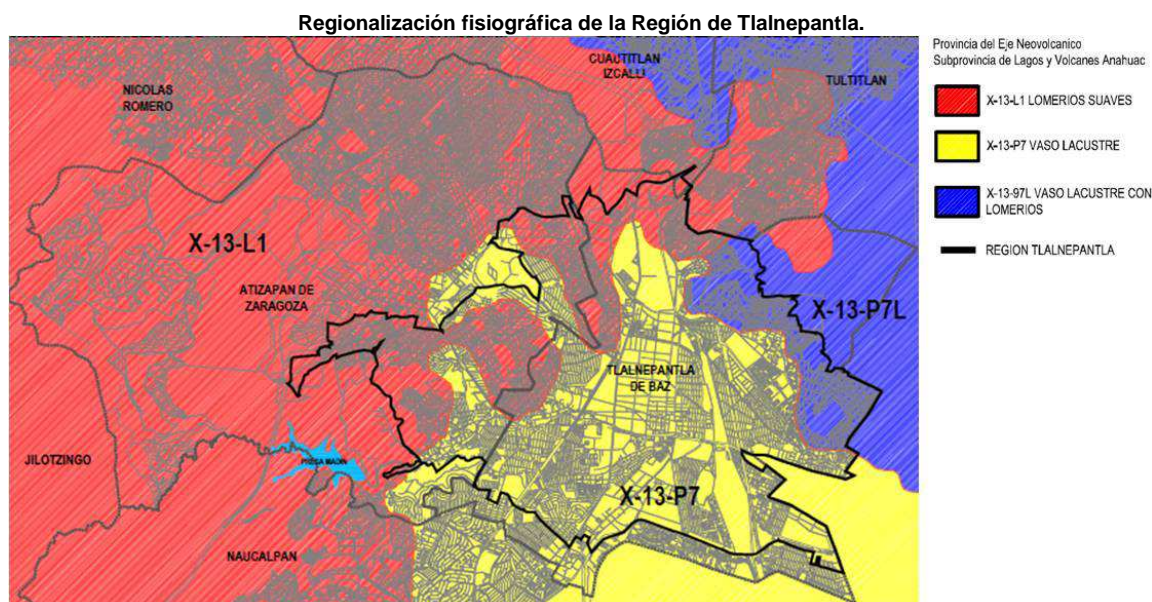 Regionalización fisiográfica de la Región de Tlalnepantla.
Provincia del Eje Neovolcanico
Subprovincia de Lagos y Volcanes Anahuac
X-13-L1 LOMERIOS SUAVES
X-13-P7 VASO LACUSTRE
X-13-97L VASO LACUSTRE CON
LOMERIOS
REGION TLALNEPANTLA
NICOLAS
ROMERO
CUAUTITLAN
IZCALLI
TULTITLAN
X-13-L1
ATIZAPAN DE
ZARAGOZA
X-13-P7L
TLALNEPANTLA
DE BAZ
JILOTZINGO
PRESA MADIN
X-13-P7
NAUCALPAN